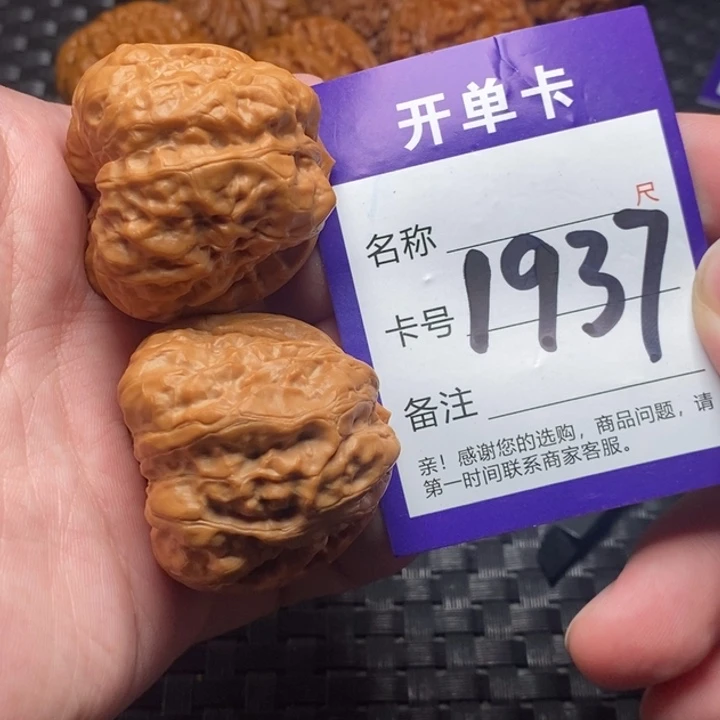 开单卡
尺
名称
卡号 1937
备注
亲！感谢您的选购，商品问题，请
第一时间联系商家客服。